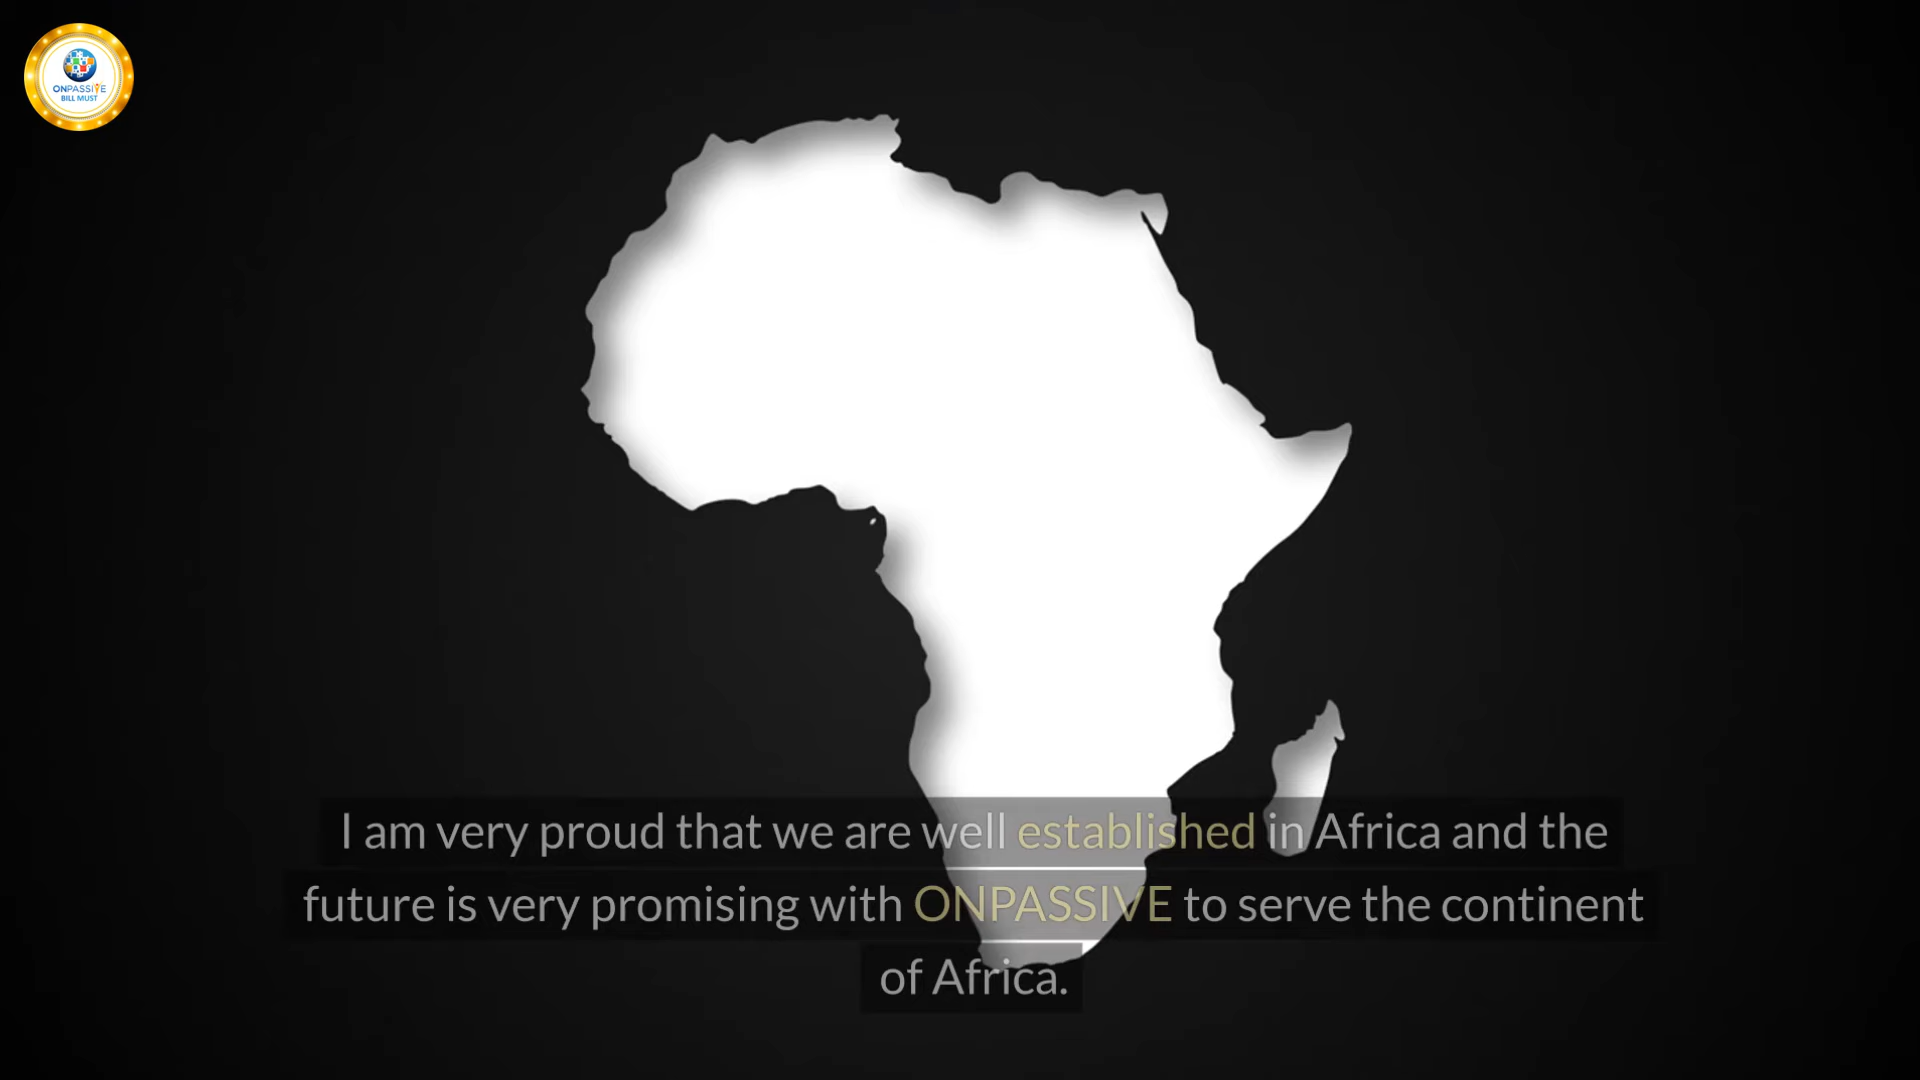 ONPASSIVE
BILL MUST
I am very proud that we are well established in Africa and the
future is very promising with ONPASSIVE to serve the continent
of Africa.